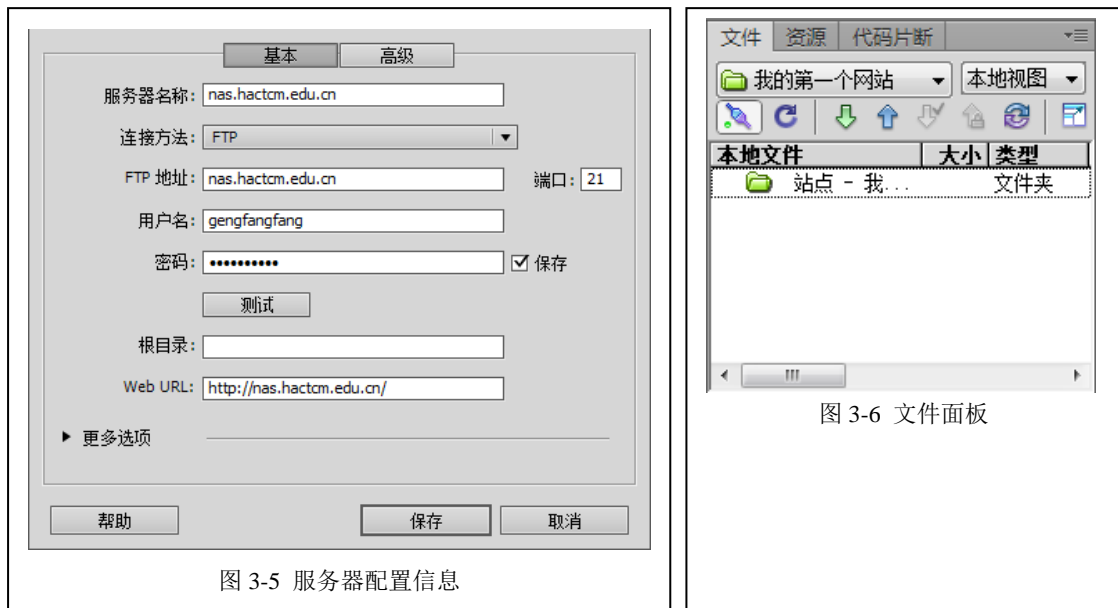 基本 高级
服务器名称: nas.hactcm.edu.cn
连接方法: FTP
FTP 地址: nas.hactcm.edu.cn 端口: 21
用户名: gengfangfang
密码: •••••••••• 保存
测试
根目录:
Web URL: http://nas.hactcm.edu.cn/
更多选项
帮助 保存 取消
图 3-5 服务器配置信息
文件 资源 代码片断
我的第一个网站 本地视图
本地文件 大小 类型
站点 - 我... 文件夹
图 3-6 文件面板